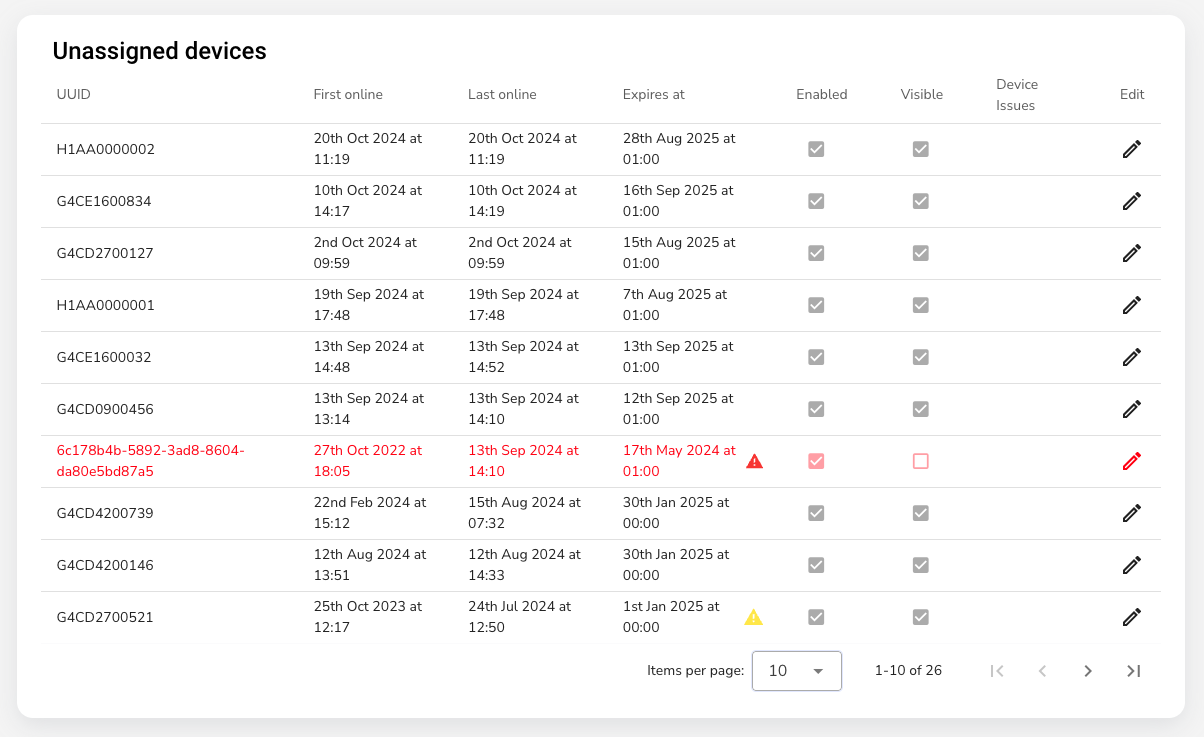 Unassigned devices
UUID First online Last online Expires at Enabled Visible Device Issues Edit
H1AA0000002 20th Oct 2024 at 11:19 20th Oct 2024 at 11:19 28th Aug 2025 at 01:00
G4CE1600834 10th Oct 2024 at 14:17 10th Oct 2024 at 14:19 16th Sep 2025 at 01:00
G4CD2700127 2nd Oct 2024 at 09:59 2nd Oct 2024 at 09:59 15th Aug 2025 at 01:00
H1AA0000001 19th Sep 2024 at 17:48 19th Sep 2024 at 17:48 7th Aug 2025 at 01:00
G4CE1600032 13th Sep 2024 at 14:48 13th Sep 2024 at 14:52 13th Sep 2025 at 01:00
G4CD0900456 13th Sep 2024 at 13:14 13th Sep 2024 at 14:10 12th Sep 2025 at 01:00
6c178b4b-5892-3ad8-8604-da80e5bd87a5 27th Oct 2022 at 18:05 13th Sep 2024 at 14:10 17th May 2024 at 01:00
G4CD4200739 22nd Feb 2024 at 15:12 15th Aug 2024 at 07:32 30th Jan 2025 at 00:00
G4CD4200146 12th Aug 2024 at 13:51 12th Aug 2024 at 14:33 30th Jan 2025 at 00:00
G4CD2700521 25th Oct 2023 at 12:17 24th Jul 2024 at 12:50 1st Jan 2025 at 00:00
Items per page: 10 1-10 of 26